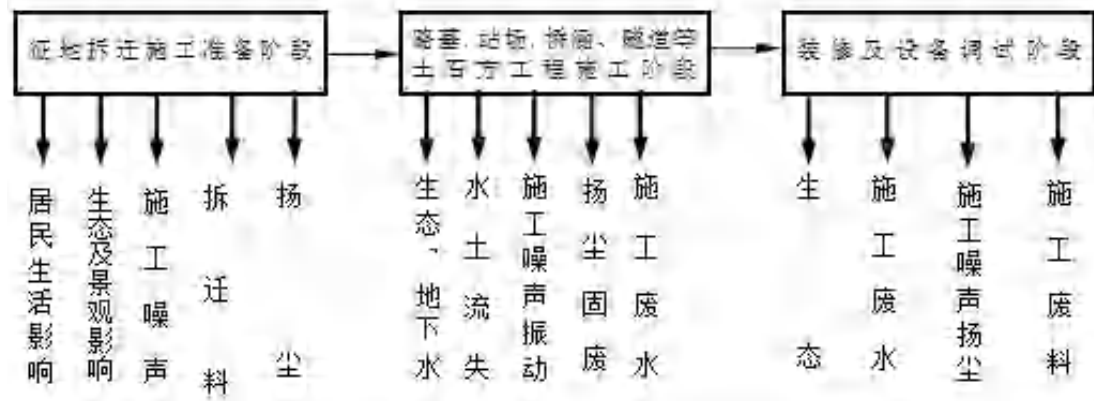 征地拆迁施工准备阶段
路基、站场、桥涵、隧道等
土石方工程施工阶段
装修及设备调试阶段
居民生活影响
生态及景观影响
施工噪声
拆迁料
扬尘
生态、地下水
水土流失
施工噪声振动
扬尘固废
施工废水
生态
施工废水
施工噪声扬尘
施工废料